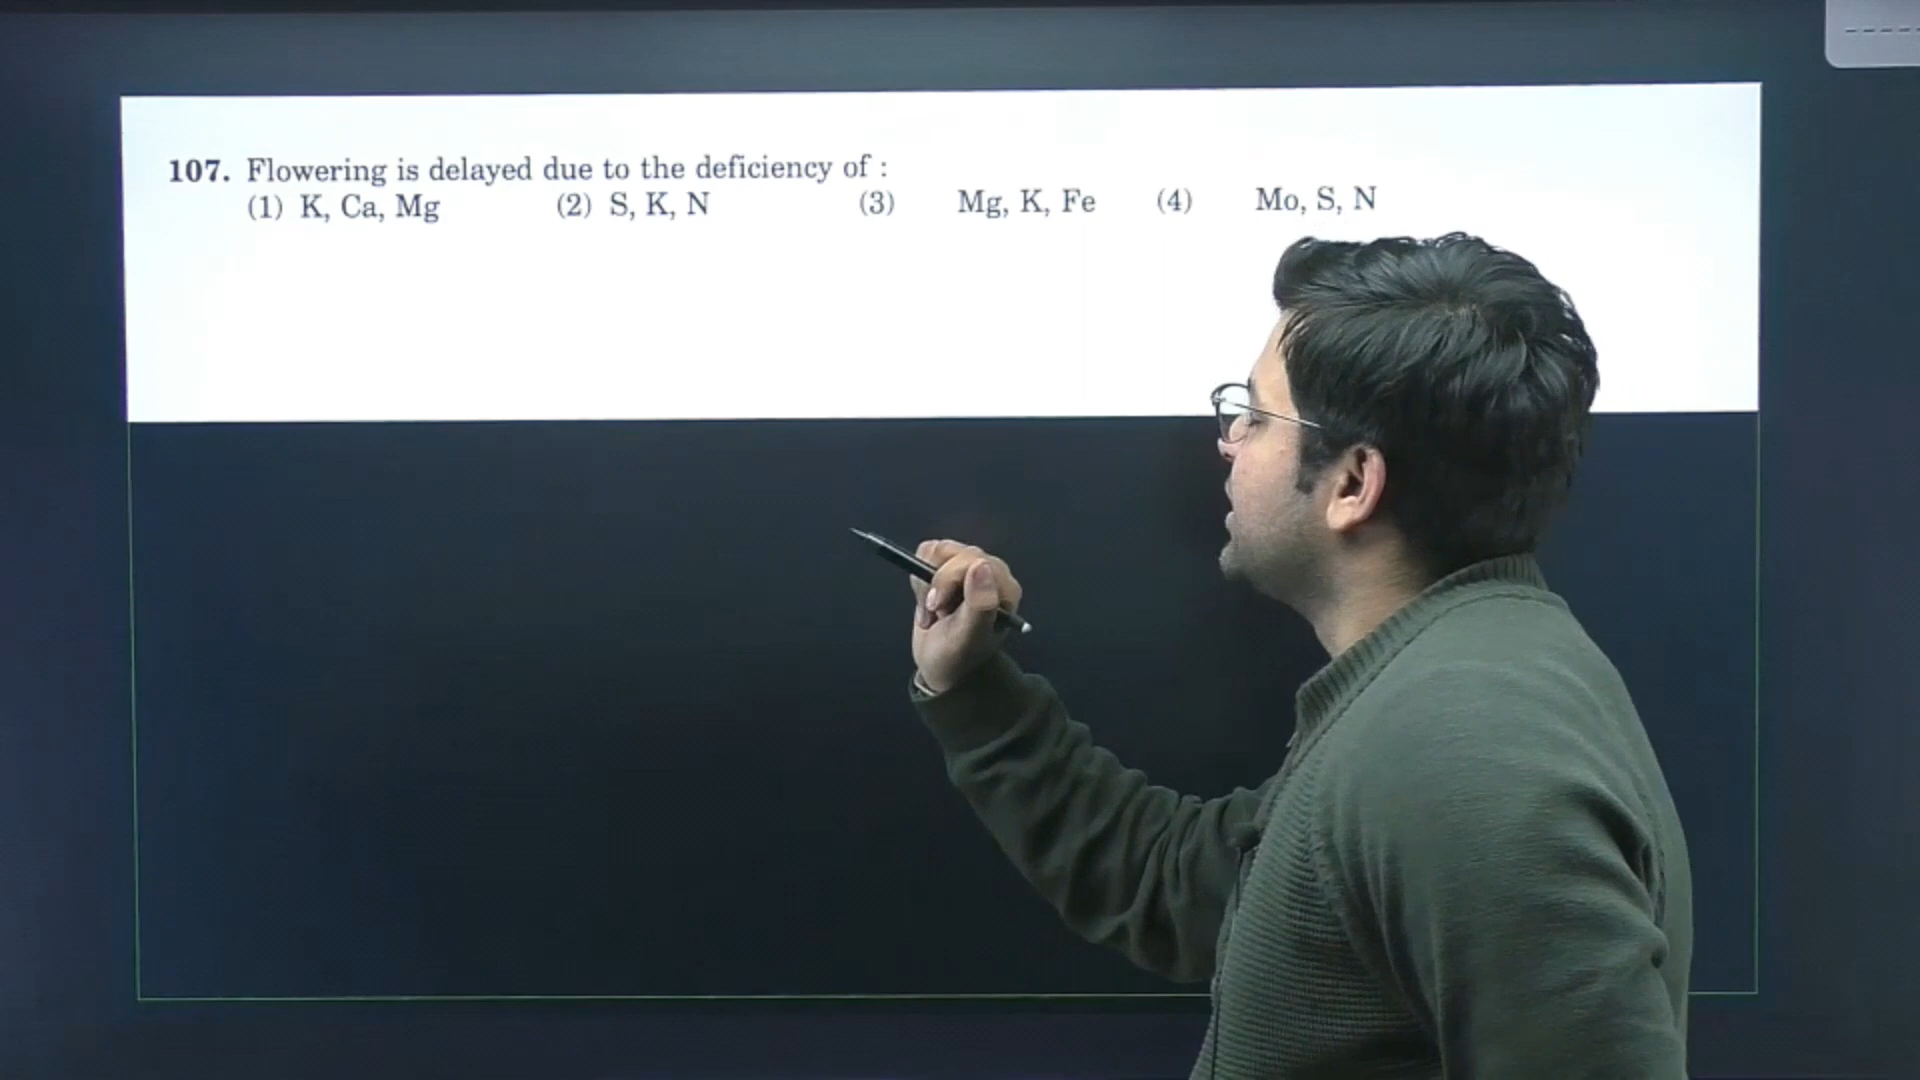 107. Flowering is delayed due to the deficiency of :
(1) K, Ca, Mg (2) S, K, N (3) Mg, K, Fe (4) Mo, S, N